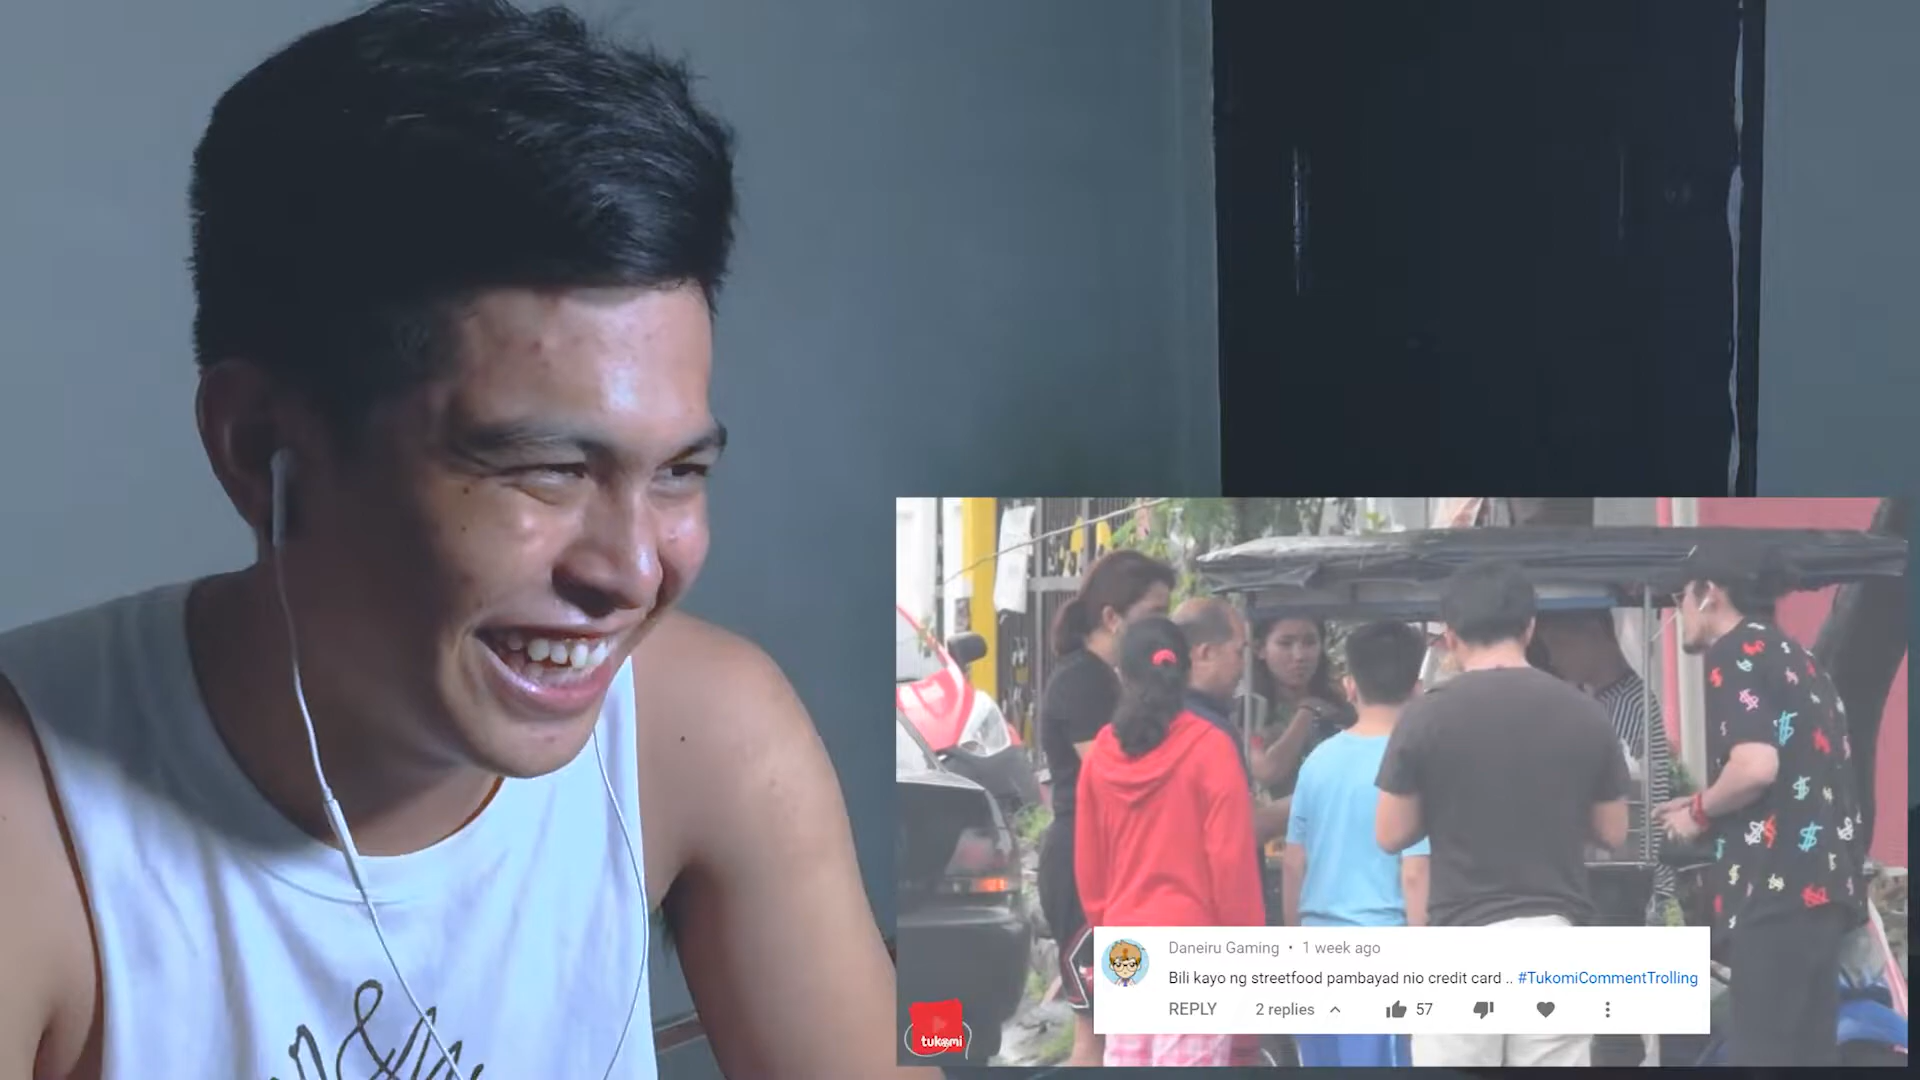 Daneiru Gaming • 1 week ago
Bili kayo ng streetfood pambayad nio credit card .. #TukomiCommentTrolling
REPLY 2 replies 57
tukomi